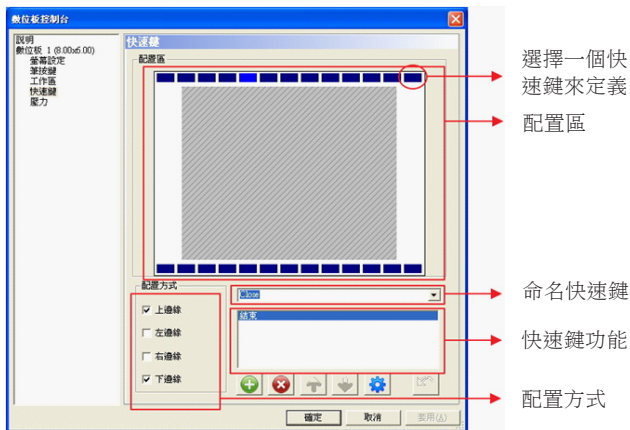 數位板控制台
說明
數位板 1 (8.00x6.00)
螢幕設定
筆按鍵
工作區
快速鍵
壓力
快速鍵
配置區
選擇一個快
速鍵來定義
配置區
配置方式
上邊緣
左邊緣
右邊緣
下邊緣
Close
結束
命名快速鍵
快速鍵功能
配置方式
確定
取消
套用(A)